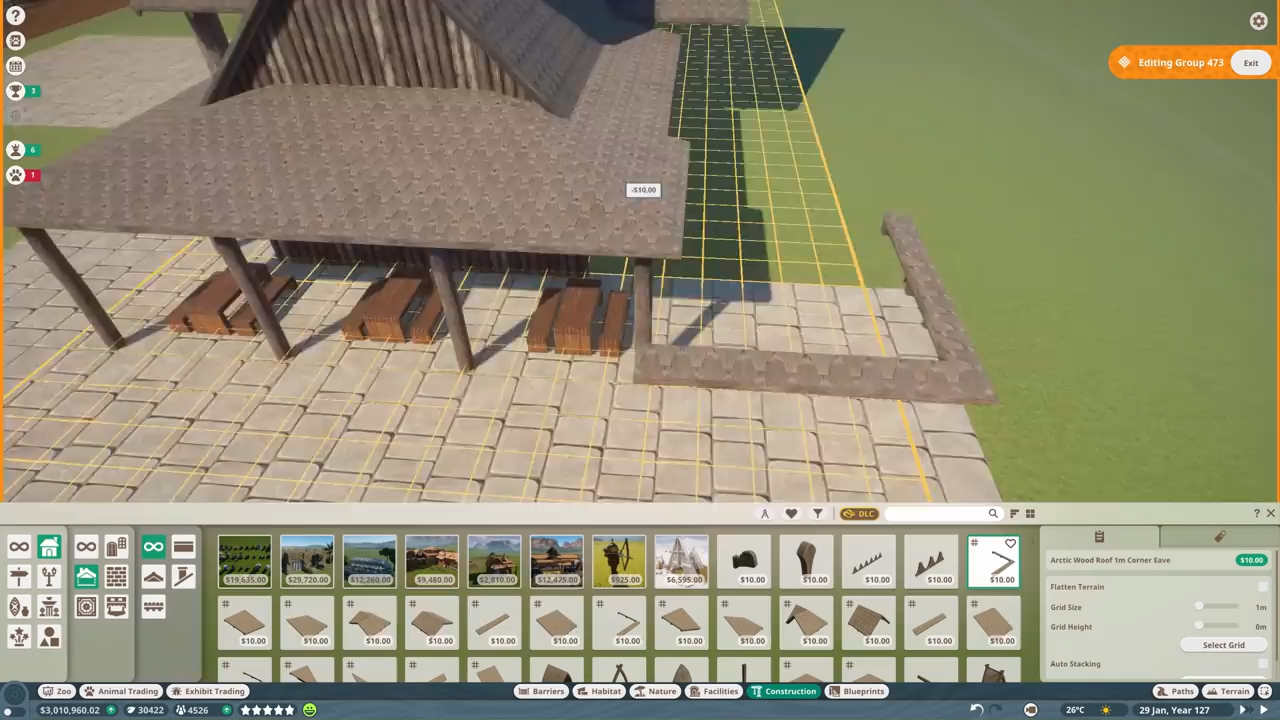 ?
Editing Group 473
Exit
3
6
1
-$10.00
DLC
? ×
$19,635.00
$29,720.00
$12,260.00
$9,480.00
$2,810.00
$12,475.00
$925.00
$6,595.00
$10.00
$10.00
$10.00
$10.00
# $10.00
Arctic Wood Roof 1m Corner Eave
$10.00
Flatten Terrain
Grid Size
1m
Grid Height
0m
Select Grid
Auto Stacking
# $10.00
# $10.00
# $10.00
# $10.00
# $10.00
# $10.00
# $10.00
# $10.00
# $10.00
# $10.00
# $10.00
# $10.00
# $10.00
Zoo
Animal Trading
Exhibit Trading
Barriers
Habitat
Nature
Facilities
Construction
Blueprints
Paths
Terrain
$3,010,960.02
30422
4526
26°C
29 Jan, Year 127